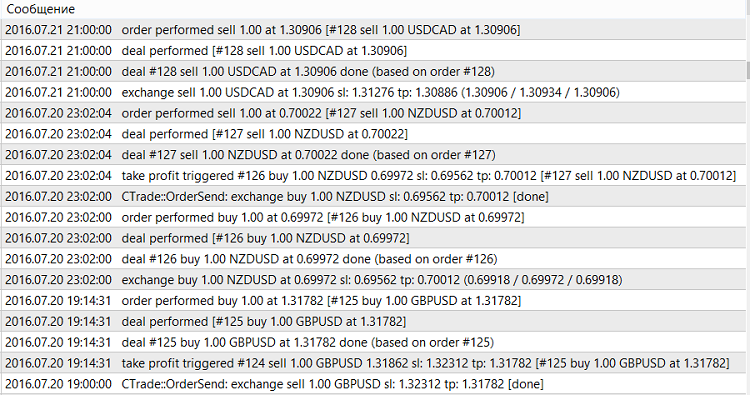 Сообщение
2016.07.21 21:00:00 order performed sell 1.00 at 1.30906 [#128 sell 1.00 USDCAD at 1.30906]
2016.07.21 21:00:00 deal performed [#128 sell 1.00 USDCAD at 1.30906]
2016.07.21 21:00:00 deal #128 sell 1.00 USDCAD at 1.30906 done (based on order #128)
2016.07.21 21:00:00 exchange sell 1.00 USDCAD at 1.30906 sl: 1.31276 tp: 1.30886 (1.30906 / 1.30934 / 1.30906)
2016.07.20 23:02:04 order performed sell 1.00 at 0.70022 [#127 sell 1.00 NZDUSD at 0.70012]
2016.07.20 23:02:04 deal performed [#127 sell 1.00 NZDUSD at 0.70022]
2016.07.20 23:02:04 deal #127 sell 1.00 NZDUSD at 0.70022 done (based on order #127)
2016.07.20 23:02:04 take profit triggered #126 buy 1.00 NZDUSD 0.69972 sl: 0.69562 tp: 0.70012 [#127 sell 1.00 NZDUSD at 0.70012]
2016.07.20 23:02:00 CTrade::OrderSend: exchange buy 1.00 NZDUSD sl: 0.69562 tp: 0.70012 [done]
2016.07.20 23:02:00 order performed buy 1.00 at 0.69972 [#126 buy 1.00 NZDUSD at 0.69972]
2016.07.20 23:02:00 deal performed [#126 buy 1.00 NZDUSD at 0.69972]
2016.07.20 23:02:00 deal #126 buy 1.00 NZDUSD at 0.69972 done (based on order #126)
2016.07.20 23:02:00 exchange buy 1.00 NZDUSD at 0.69972 sl: 0.69562 tp: 0.70012 (0.69918 / 0.69972 / 0.69918)
2016.07.20 19:14:31 order performed buy 1.00 at 1.31782 [#125 buy 1.00 GBPUSD at 1.31782]
2016.07.20 19:14:31 deal performed [#125 buy 1.00 GBPUSD at 1.31782]
2016.07.20 19:14:31 deal #125 buy 1.00 GBPUSD at 1.31782 done (based on order #125)
2016.07.20 19:14:31 take profit triggered #124 sell 1.00 GBPUSD 1.31862 sl: 1.32312 tp: 1.31782 [#125 buy 1.00 GBPUSD at 1.31782]
2016.07.20 19:00:00 CTrade::OrderSend: exchange sell 1.00 GBPUSD sl: 1.32312 tp: 1.31782 [done]